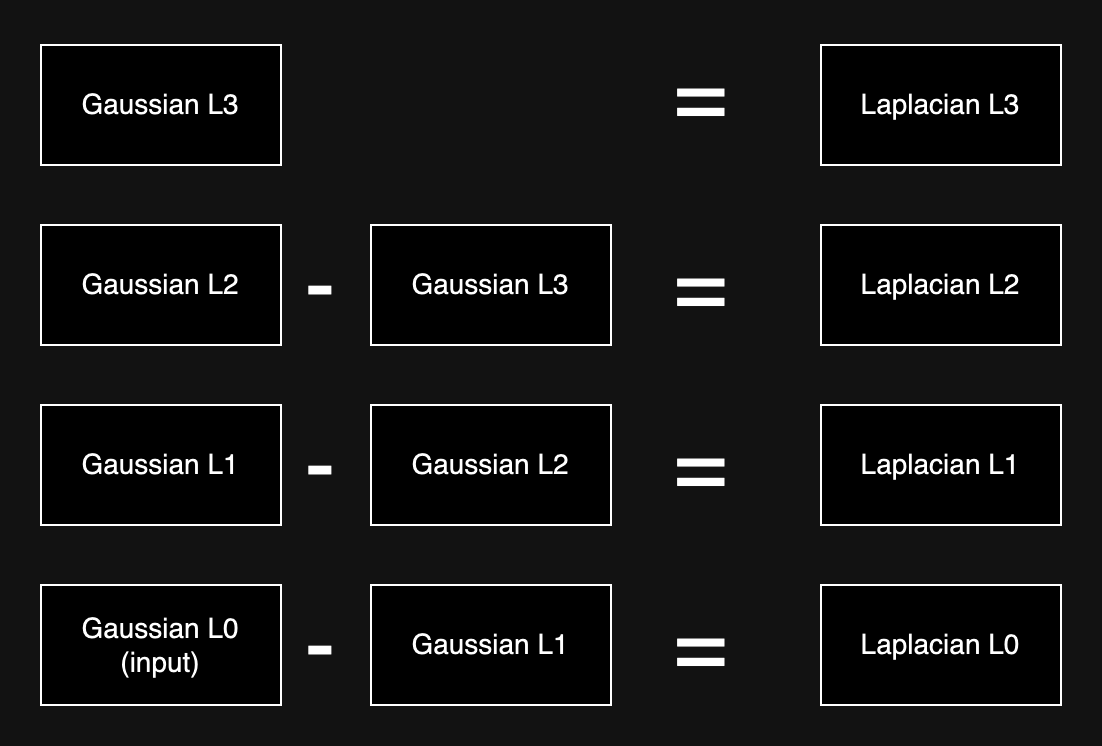 Gaussian L3
=
Laplacian L3
Gaussian L2
-
Gaussian L3
=
Laplacian L2
Gaussian L1
-
Gaussian L2
=
Laplacian L1
Gaussian L0
(input)
-
Gaussian L1
=
Laplacian L0